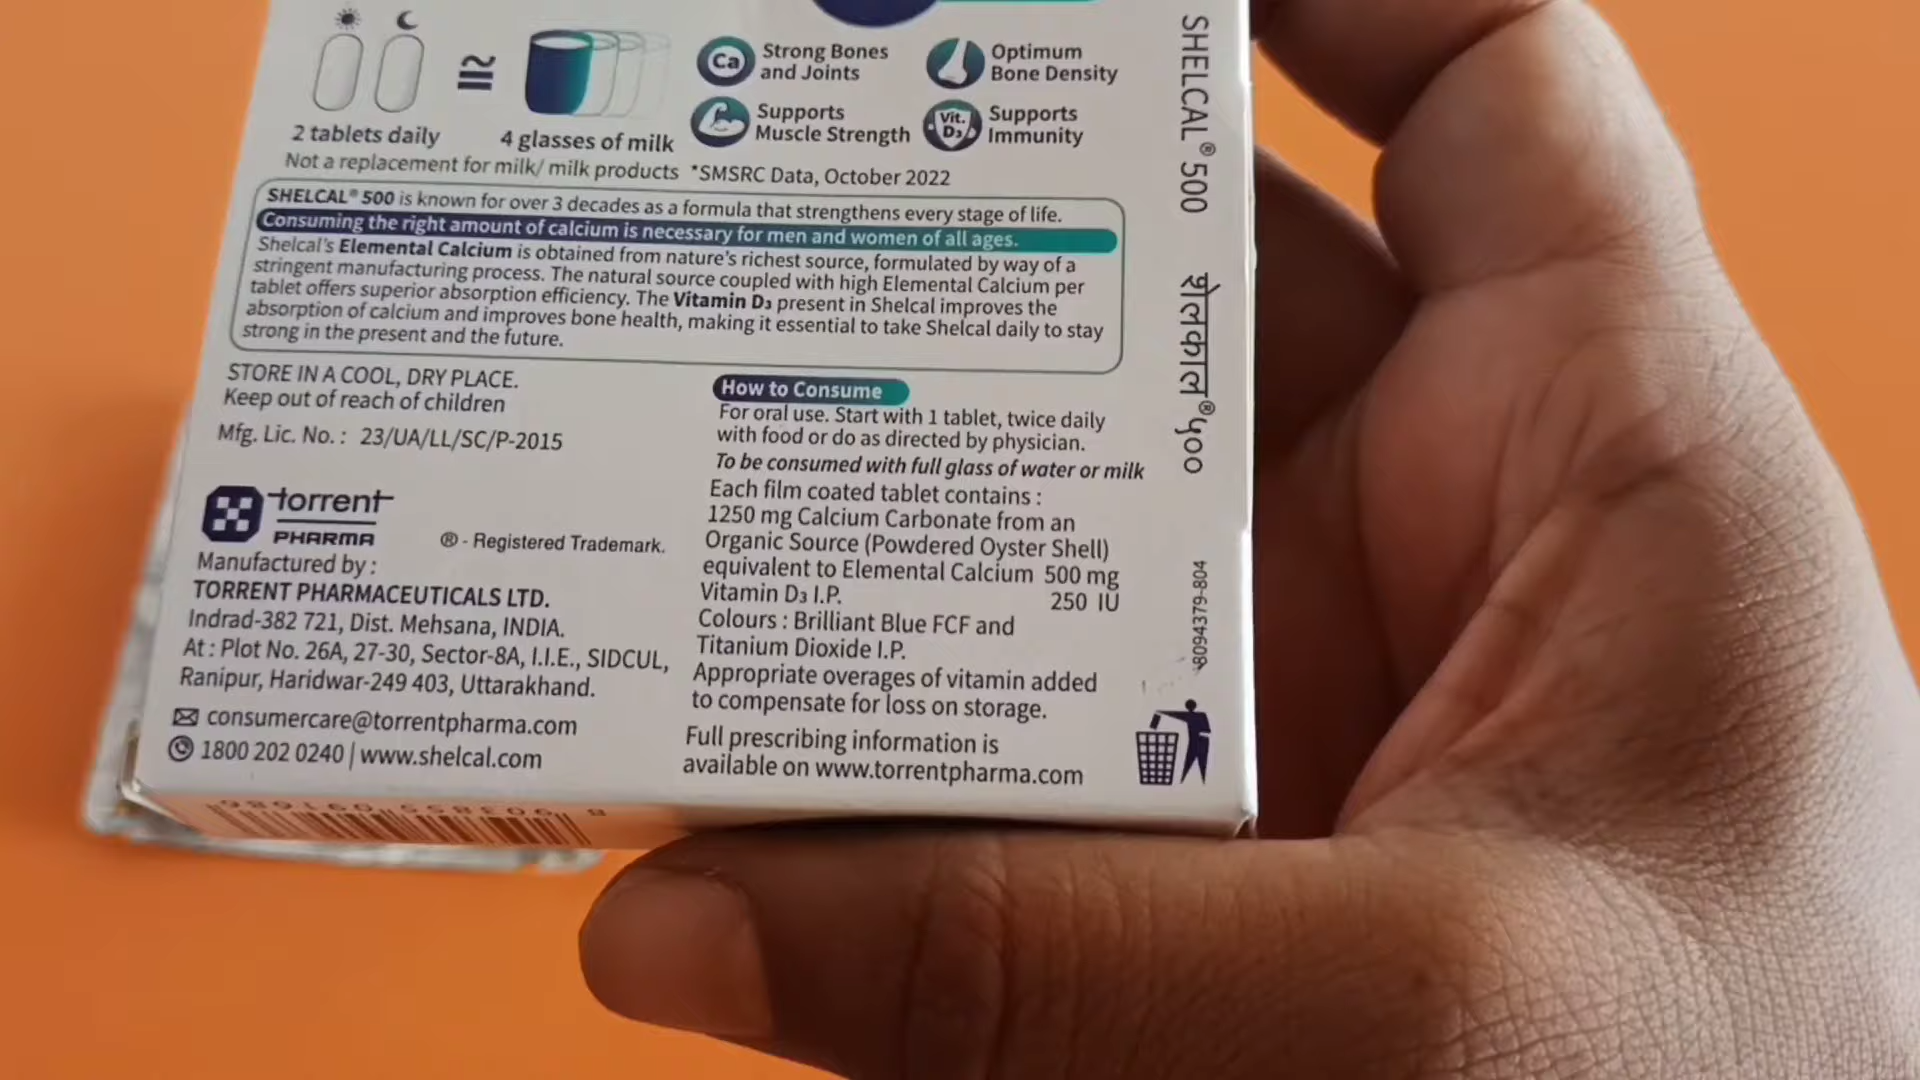 Ca
Strong Bones
and Joints
Optimum
Bone Density
≅
Supports
Muscle Strength
Vit.
D₃
Supports
Immunity
2 tablets daily
4 glasses of milk
Not a replacement for milk/ milk products *SMSRC Data, October 2022
SHELCAL® 500 is known for over 3 decades as a formula that strengthens every stage of life.
Consuming the right amount of calcium is necessary for men and women of all ages.
Shelcal's Elemental Calcium is obtained from nature's richest source, formulated by way of a
stringent manufacturing process. The natural source coupled with high Elemental Calcium per
tablet offers superior absorption efficiency. The Vitamin D₃ present in Shelcal improves the
absorption of calcium and improves bone health, making it essential to take Shelcal daily to stay
strong in the present and the future.
STORE IN A COOL, DRY PLACE.
Keep out of reach of children
Mfg. Lic. No. : 23/UA/LL/SC/P-2015
torrent
PHARMA
® - Registered Trademark.
Manufactured by :
TORRENT PHARMACEUTICALS LTD.
Indrad-382 721, Dist. Mehsana, INDIA.
At : Plot No. 26A, 27-30, Sector-8A, I.I.E., SIDCUL,
Ranipur, Haridwar-249 403, Uttarakhand.
consumercare@torrentpharma.com
1800 202 0240 | www.shelcal.com
How to Consume
For oral use. Start with 1 tablet, twice daily
with food or do as directed by physician.
To be consumed with full glass of water or milk
Each film coated tablet contains :
1250 mg Calcium Carbonate from an
Organic Source (Powdered Oyster Shell)
equivalent to Elemental Calcium 500 mg
Vitamin D₃ I.P. 250 IU
Colours : Brilliant Blue FCF and
Titanium Dioxide I.P.
Appropriate overages of vitamin added
to compensate for loss on storage.
Full prescribing information is
available on www.torrentpharma.com
SHELCAL® 500 शेलकाल® ५००
8094379-804